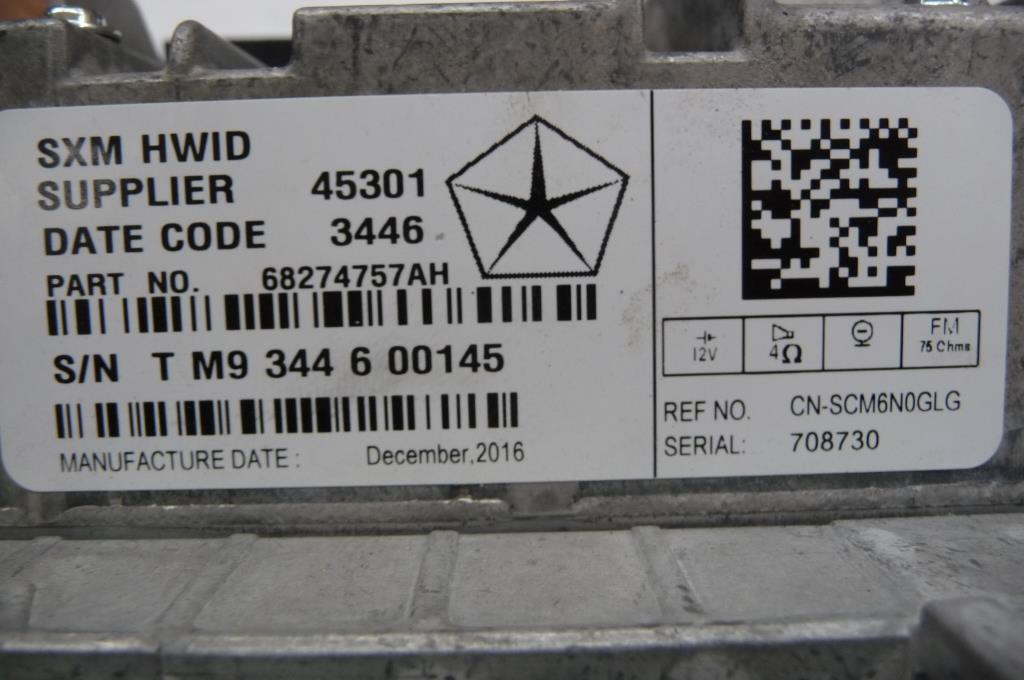 SXM HWID
SUPPLIER 45301
DATE CODE 3446
PART NO. 68274757AH
S/N T M9 344 6 00145
MANUFACTURE DATE : December,2016
12V
4Ω
FM
75 Ohms
REF NO. CN-SCM6N0GLG
SERIAL: 708730